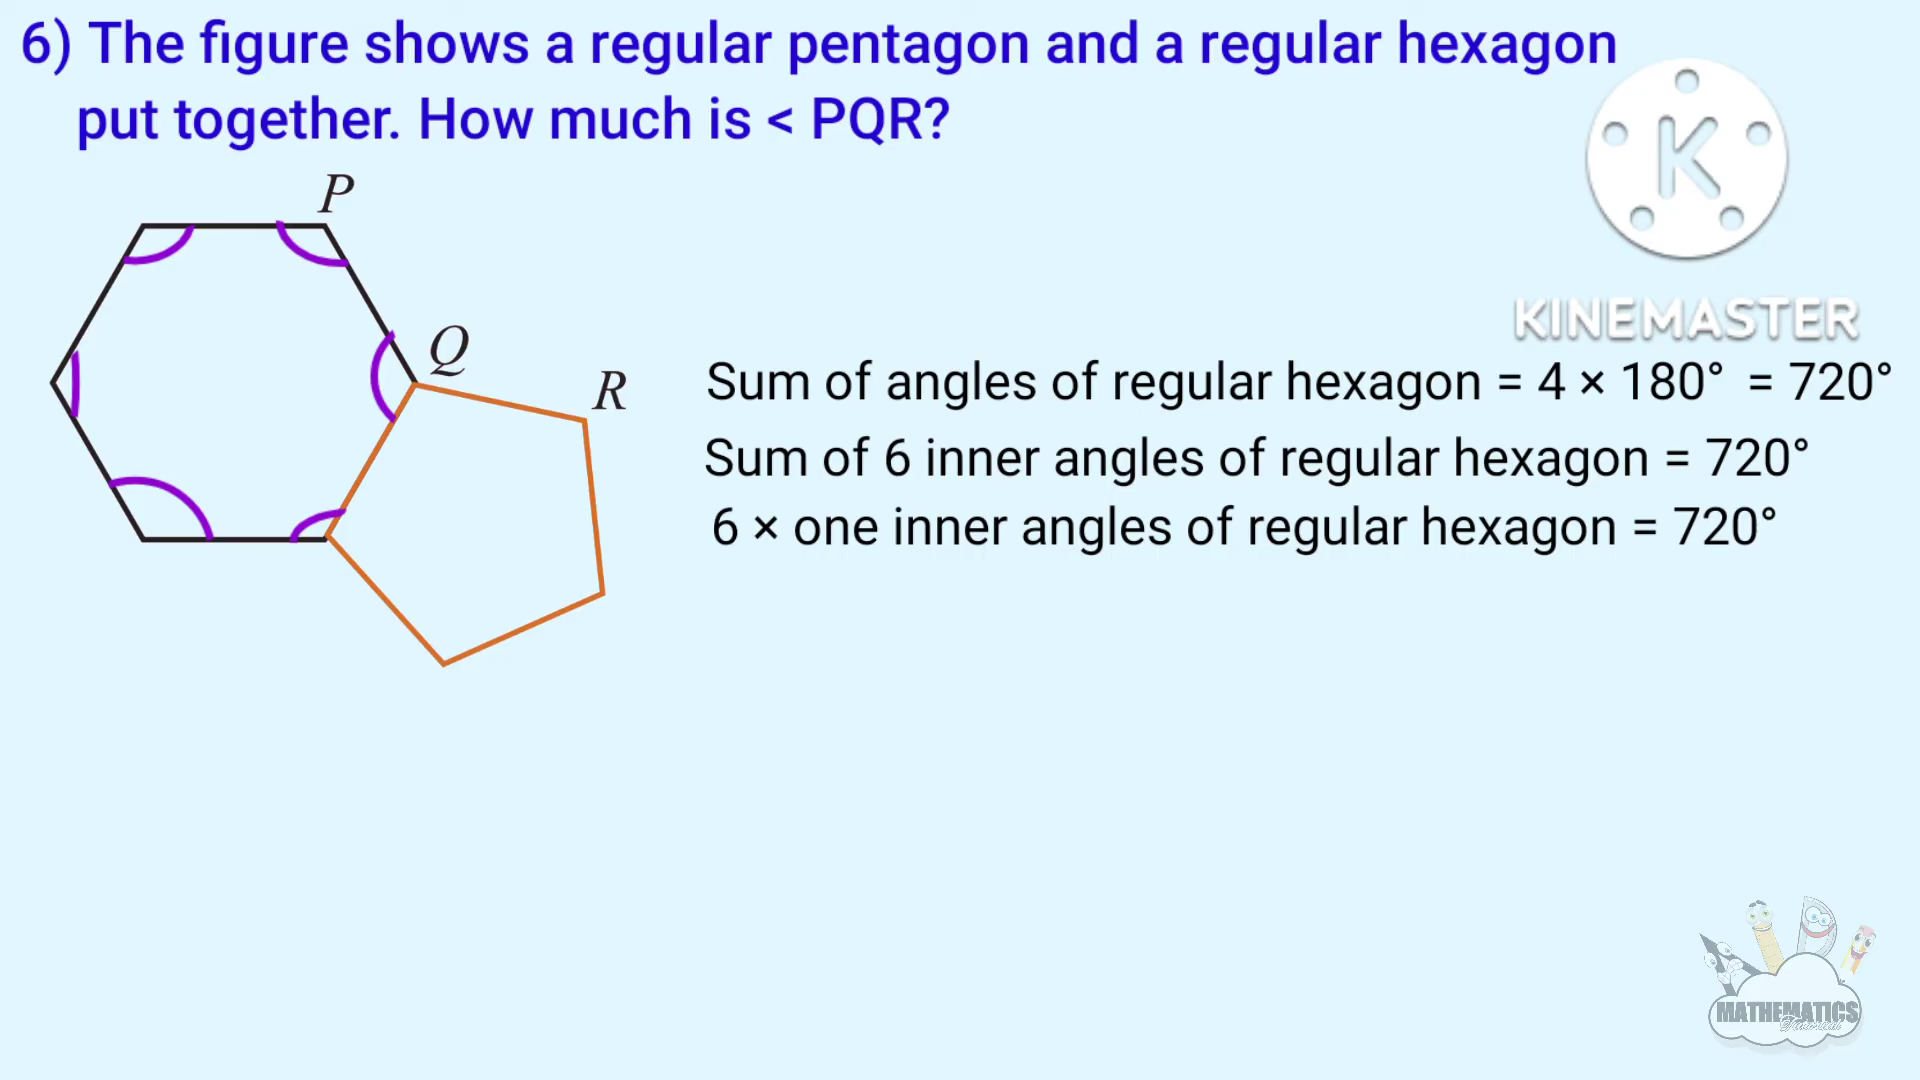 6) The figure shows a regular pentagon and a regular hexagon
put together. How much is < PQR?
P
Q
R
K
KINEMASTER
Sum of angles of regular hexagon = 4 × 180° = 720°
Sum of 6 inner angles of regular hexagon = 720°
6 × one inner angles of regular hexagon = 720°
MATHEMATICS